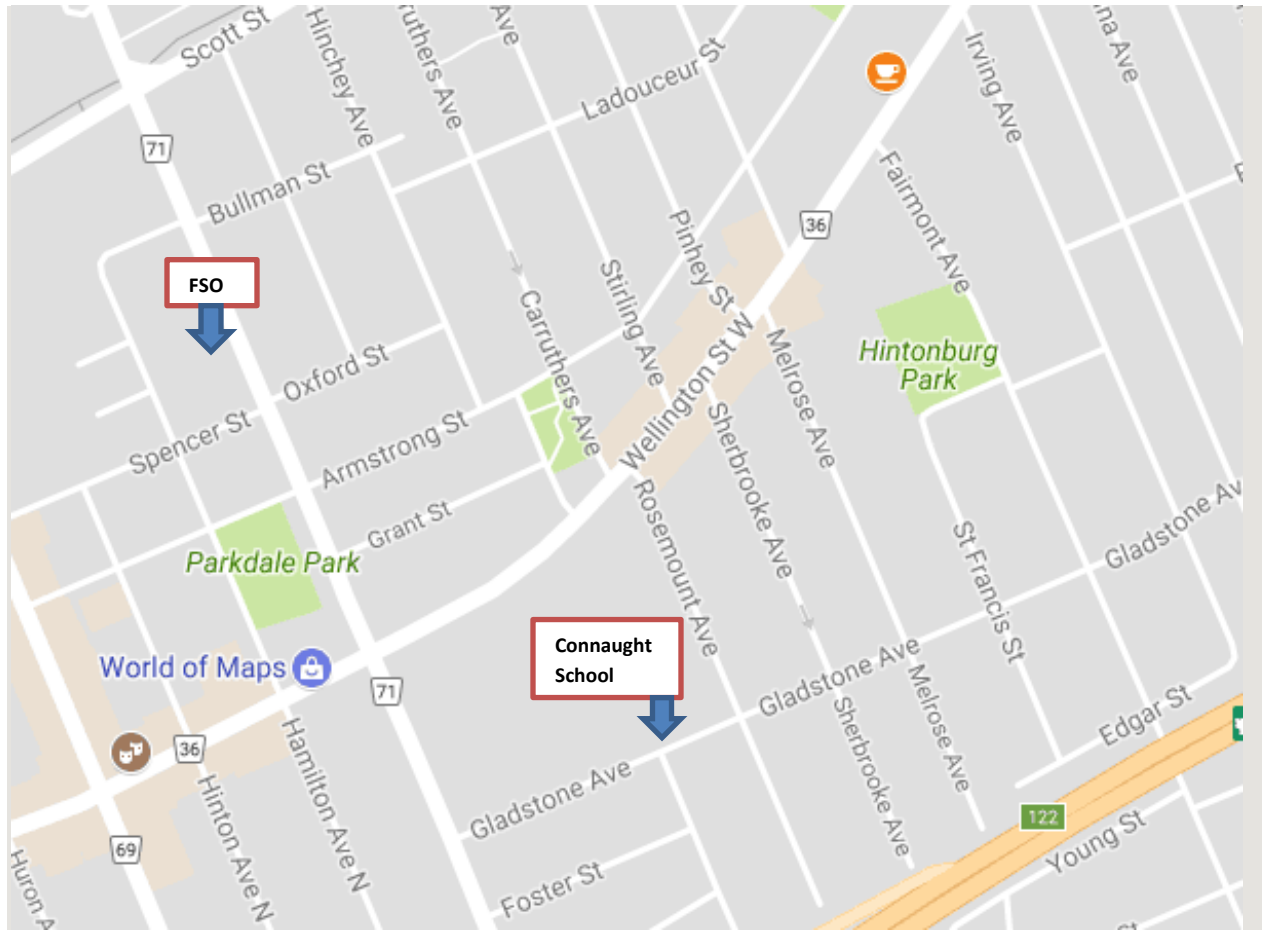 Scott St
Hinchey Ave
ruthers Ave
Ave
Ladouceur St
Irving Ave
na Ave
71
Bullman St
Fairmont Ave
36
Pinhey St
FSO
Stirling Ave
Carruthers Ave
Oxford St
Melrose Ave
Hintonburg
Park
Spencer St
Armstrong St
Wellington St W
Sherbrooke Ave
Grant St
Rosemount Ave
Parkdale Park
St Francis St
Gladstone Av
World of Maps
Connaught
School
71
Gladstone Ave
Melrose Ave
Edgar St
36
Hamilton Ave N
Hinton Ave N
Sherbrooke Ave
Gladstone Ave
122
Young St
69
Huron A
Foster St
St